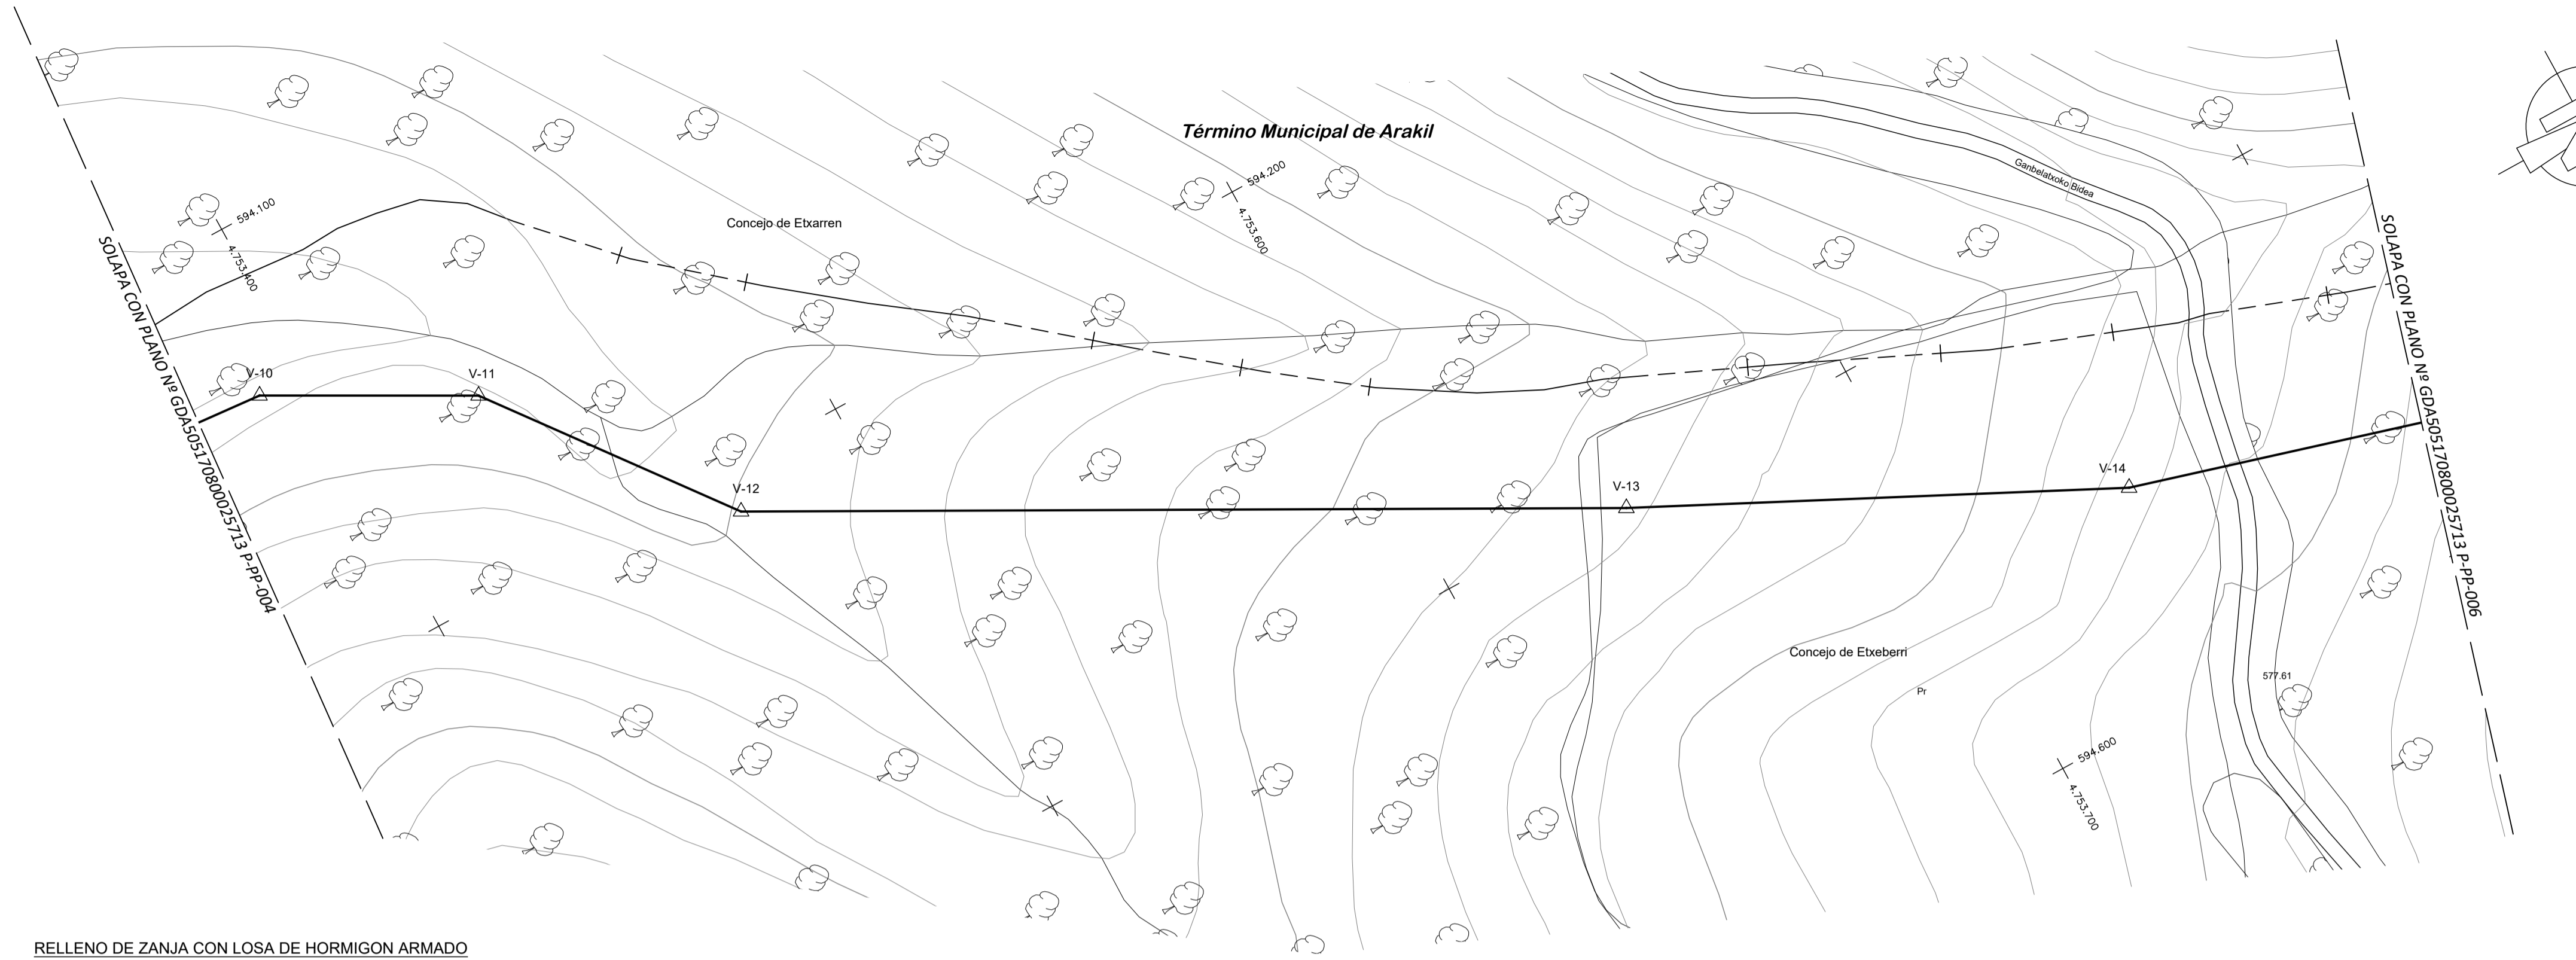 Término Municipal de Arakil
Ganbelatxoko Bidea
594.200
4.753.600
594.100
4.753.400
Concejo de Etxarren
SOLAPA CON PLANO Nº GDA505170800025713 P-PP-004
SOLAPA CON PLANO Nº GDA505170800025713 P-PP-006
V-10
V-11
V-12
V-13
V-14
Concejo de Etxeberri
Pr
577.61
594.600
4.753.700
RELLENO DE ZANJA CON LOSA DE HORMIGON ARMADO